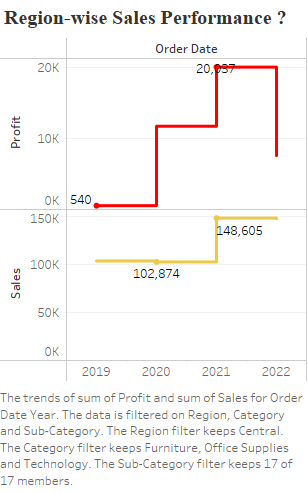 Region-wise Sales Performance ?
Order Date
20K
20,037
10K
Profit
0K
540
150K
148,605
100K
102,874
Sales
50K
0K
2019 2020 2021 2022
The trends of sum of Profit and sum of Sales for Order
Date Year. The data is filtered on Region, Category
and Sub-Category. The Region filter keeps Central.
The Category filter keeps Furniture, Office Supplies
and Technology. The Sub-Category filter keeps 17 of
17 members.